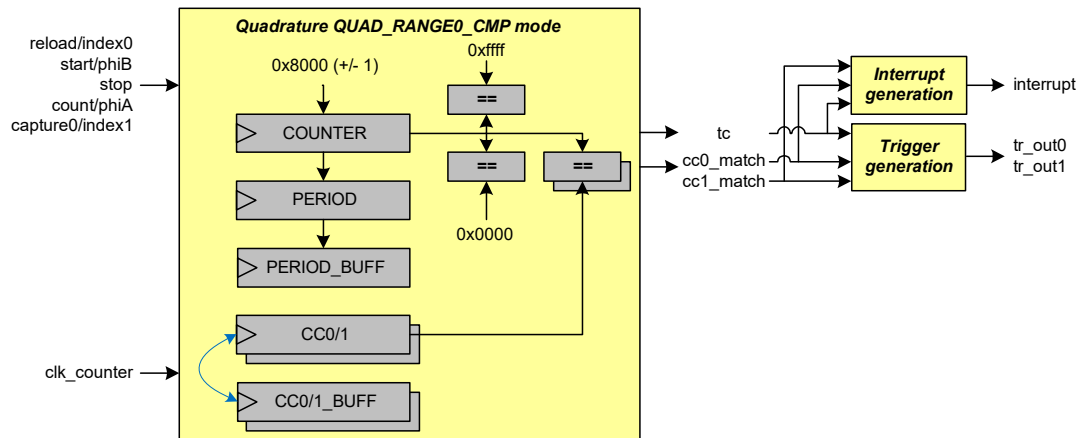 Quadrature QUAD_RANGE0_CMP mode
reload/index0
start/phiB
stop
count/phiA
capture0/index1
0x8000 (+/- 1)
0xffff
==
COUNTER
==
==
PERIOD
0x0000
PERIOD_BUFF
CC0/1
clk_counter
CC0/1_BUFF
tc
cc0_match
cc1_match
Interrupt
generation
interrupt
Trigger
generation
tr_out0
tr_out1